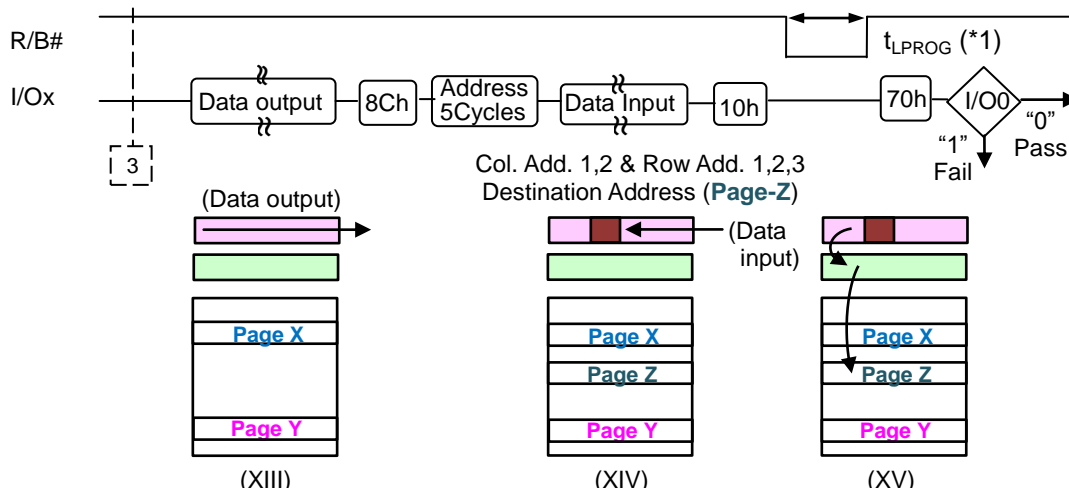 R/B#
tLPROG (*1)
I/Ox
Data output
8Ch
Address
5Cycles
Data Input
10h
70h
I/O0
"0"
Pass
"1"
Fail
3
Col. Add. 1,2 & Row Add. 1,2,3
Destination Address (Page-Z)
(Data output)
(Data
input)
Page X
Page Y
(XIII)
Page X
Page Z
Page Y
(XIV)
Page X
Page Z
Page Y
(XV)